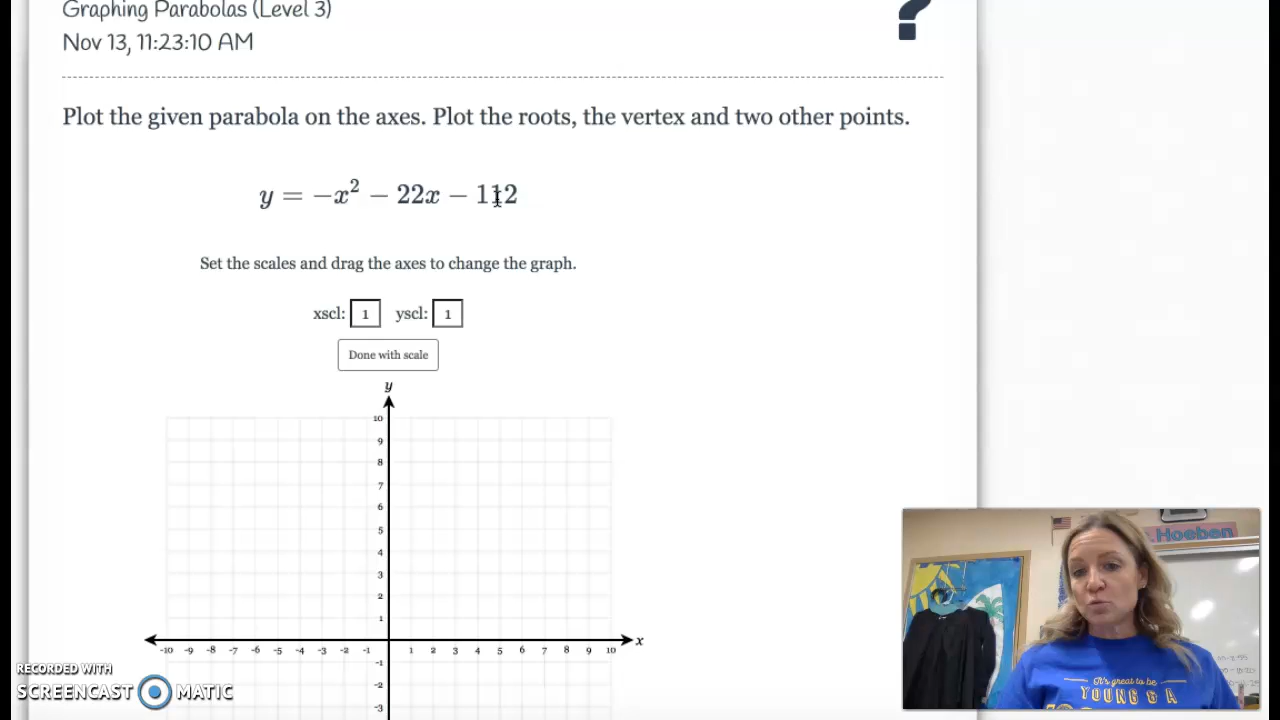 Graphing Parabolas (Level 3)
Nov 13, 11:23:10 AM
?
Plot the given parabola on the axes. Plot the roots, the vertex and two other points.
y = −x² − 22x − 112
Set the scales and drag the axes to change the graph.
xscl: 1 yscl: 1
Done with scale
y
10
9
8
7
6
5
4
3
2
1
-10 -9 -8 -7 -6 -5 -4 -3 -2 -1 1 2 3 4 5 6 7 8 9 10 x
-1
-2
-3
RECORDED WITH
SCREENCAST MATIC
Hoeben
It's great to be
YOUNG & A